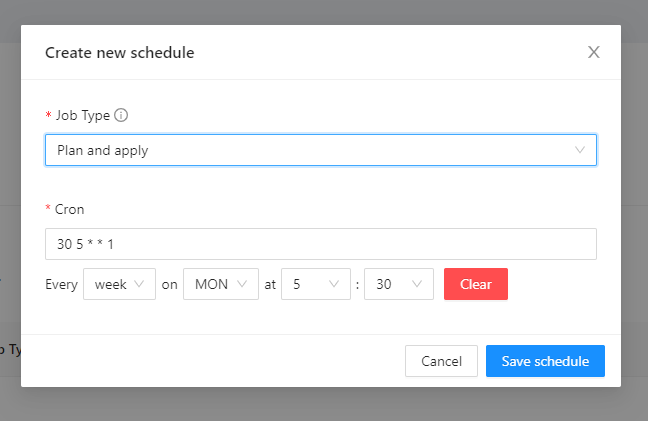 Create new schedule
* Job Type
Plan and apply
* Cron
30 5 * * 1
Every week on MON at 5 : 30 Clear
Cancel Save schedule